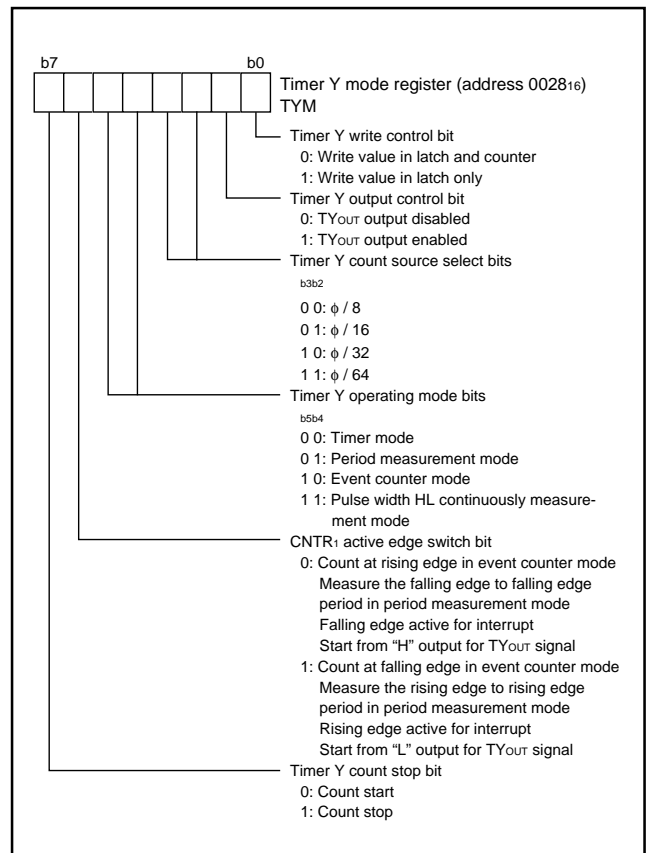 b7 b0
Timer Y mode register (address 0028₁₆)
TYM
Timer Y write control bit
0: Write value in latch and counter
1: Write value in latch only
Timer Y output control bit
0: TYOUT output disabled
1: TYOUT output enabled
Timer Y count source select bits
b3b2
0 0: ϕ / 8
0 1: ϕ / 16
1 0: ϕ / 32
1 1: ϕ / 64
Timer Y operating mode bits
b5b4
0 0: Timer mode
0 1: Period measurement mode
1 0: Event counter mode
1 1: Pulse width HL continuously measure-
ment mode
CNTR₁ active edge switch bit
0: Count at rising edge in event counter mode
Measure the falling edge to falling edge
period in period measurement mode
Falling edge active for interrupt
Start from “H” output for TYOUT signal
1: Count at falling edge in event counter mode
Measure the rising edge to rising edge
period in period measurement mode
Rising edge active for interrupt
Start from “L” output for TYOUT signal
Timer Y count stop bit
0: Count start
1: Count stop